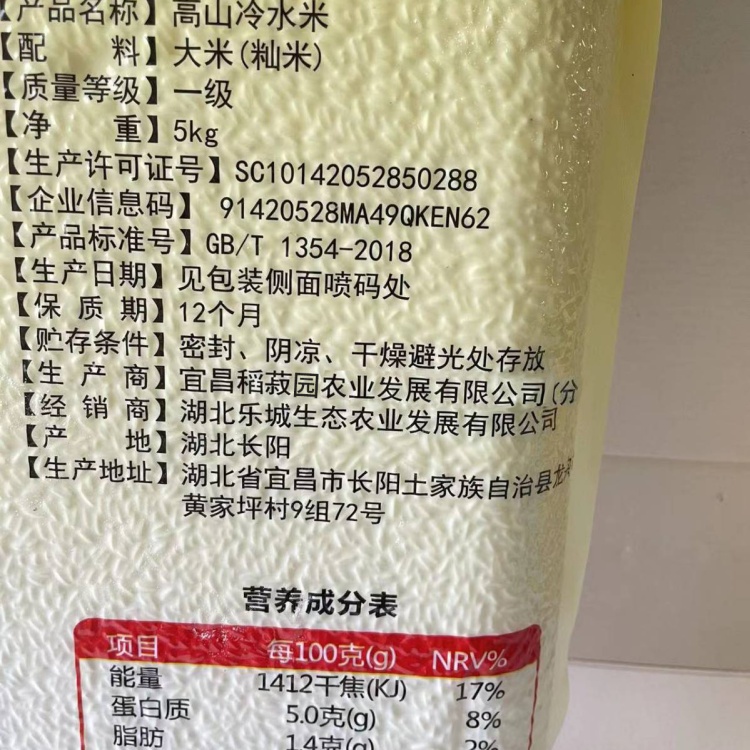 【产品名称】高山冷水米
【配 料】大米(籼米)
【质量等级】一级
【净 重】5kg
【生产许可证号】SC10142052850288
【企业信息码】 91420528MA49QKEN62
【产品标准号】GB/T 1354-2018
【生产日期】见包装侧面喷码处
【保 质 期】12个月
【贮存条件】密封、阴凉、干燥避光处存放
【生 产 商】宜昌稻菽园农业发展有限公司(分
【经 销 商】湖北乐城生态农业发展有限公司
【产 地】湖北长阳
【生产地址】湖北省宜昌市长阳土家族自治县龙
黄家坪村9组72号
营养成分表
项目 每100克(g) NRV%
能量 1412千焦(KJ) 17%
蛋白质 5.0克(g) 8%
脂肪 1.4克(g) 2%